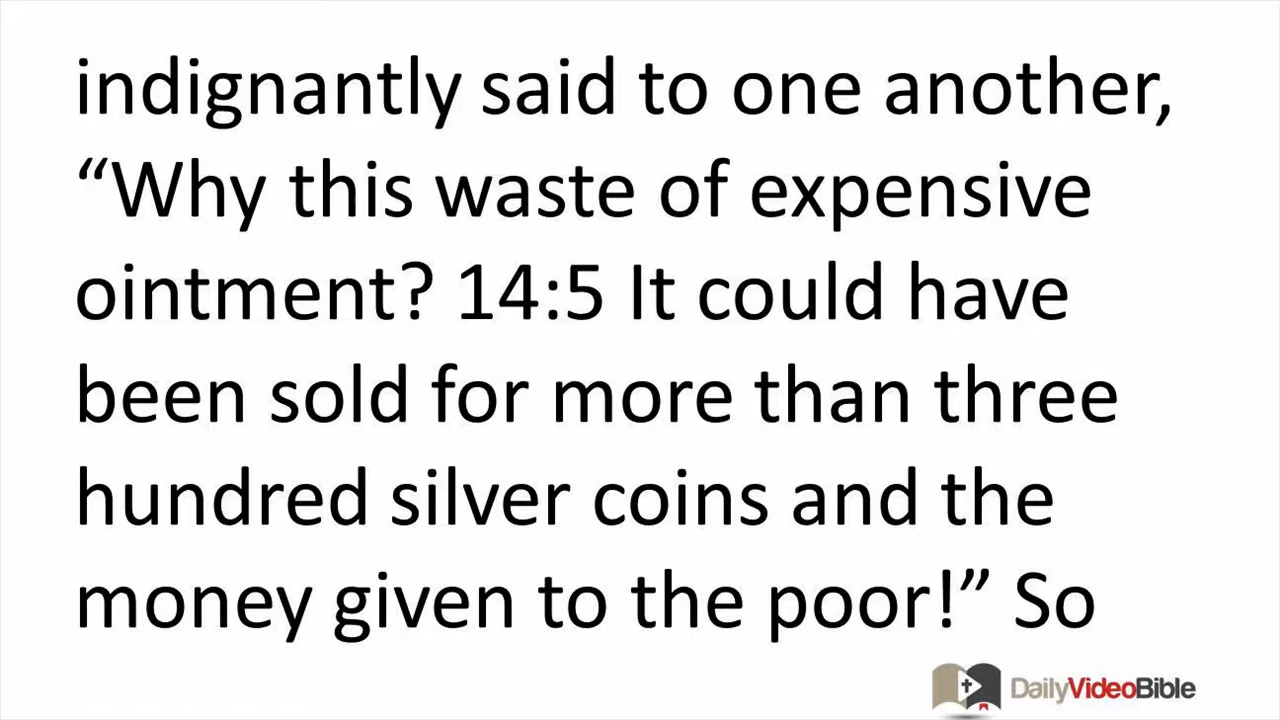 indignantly said to one another,
“Why this waste of expensive
ointment? 14:5 It could have
been sold for more than three
hundred silver coins and the
money given to the poor!” So
DailyVideoBible